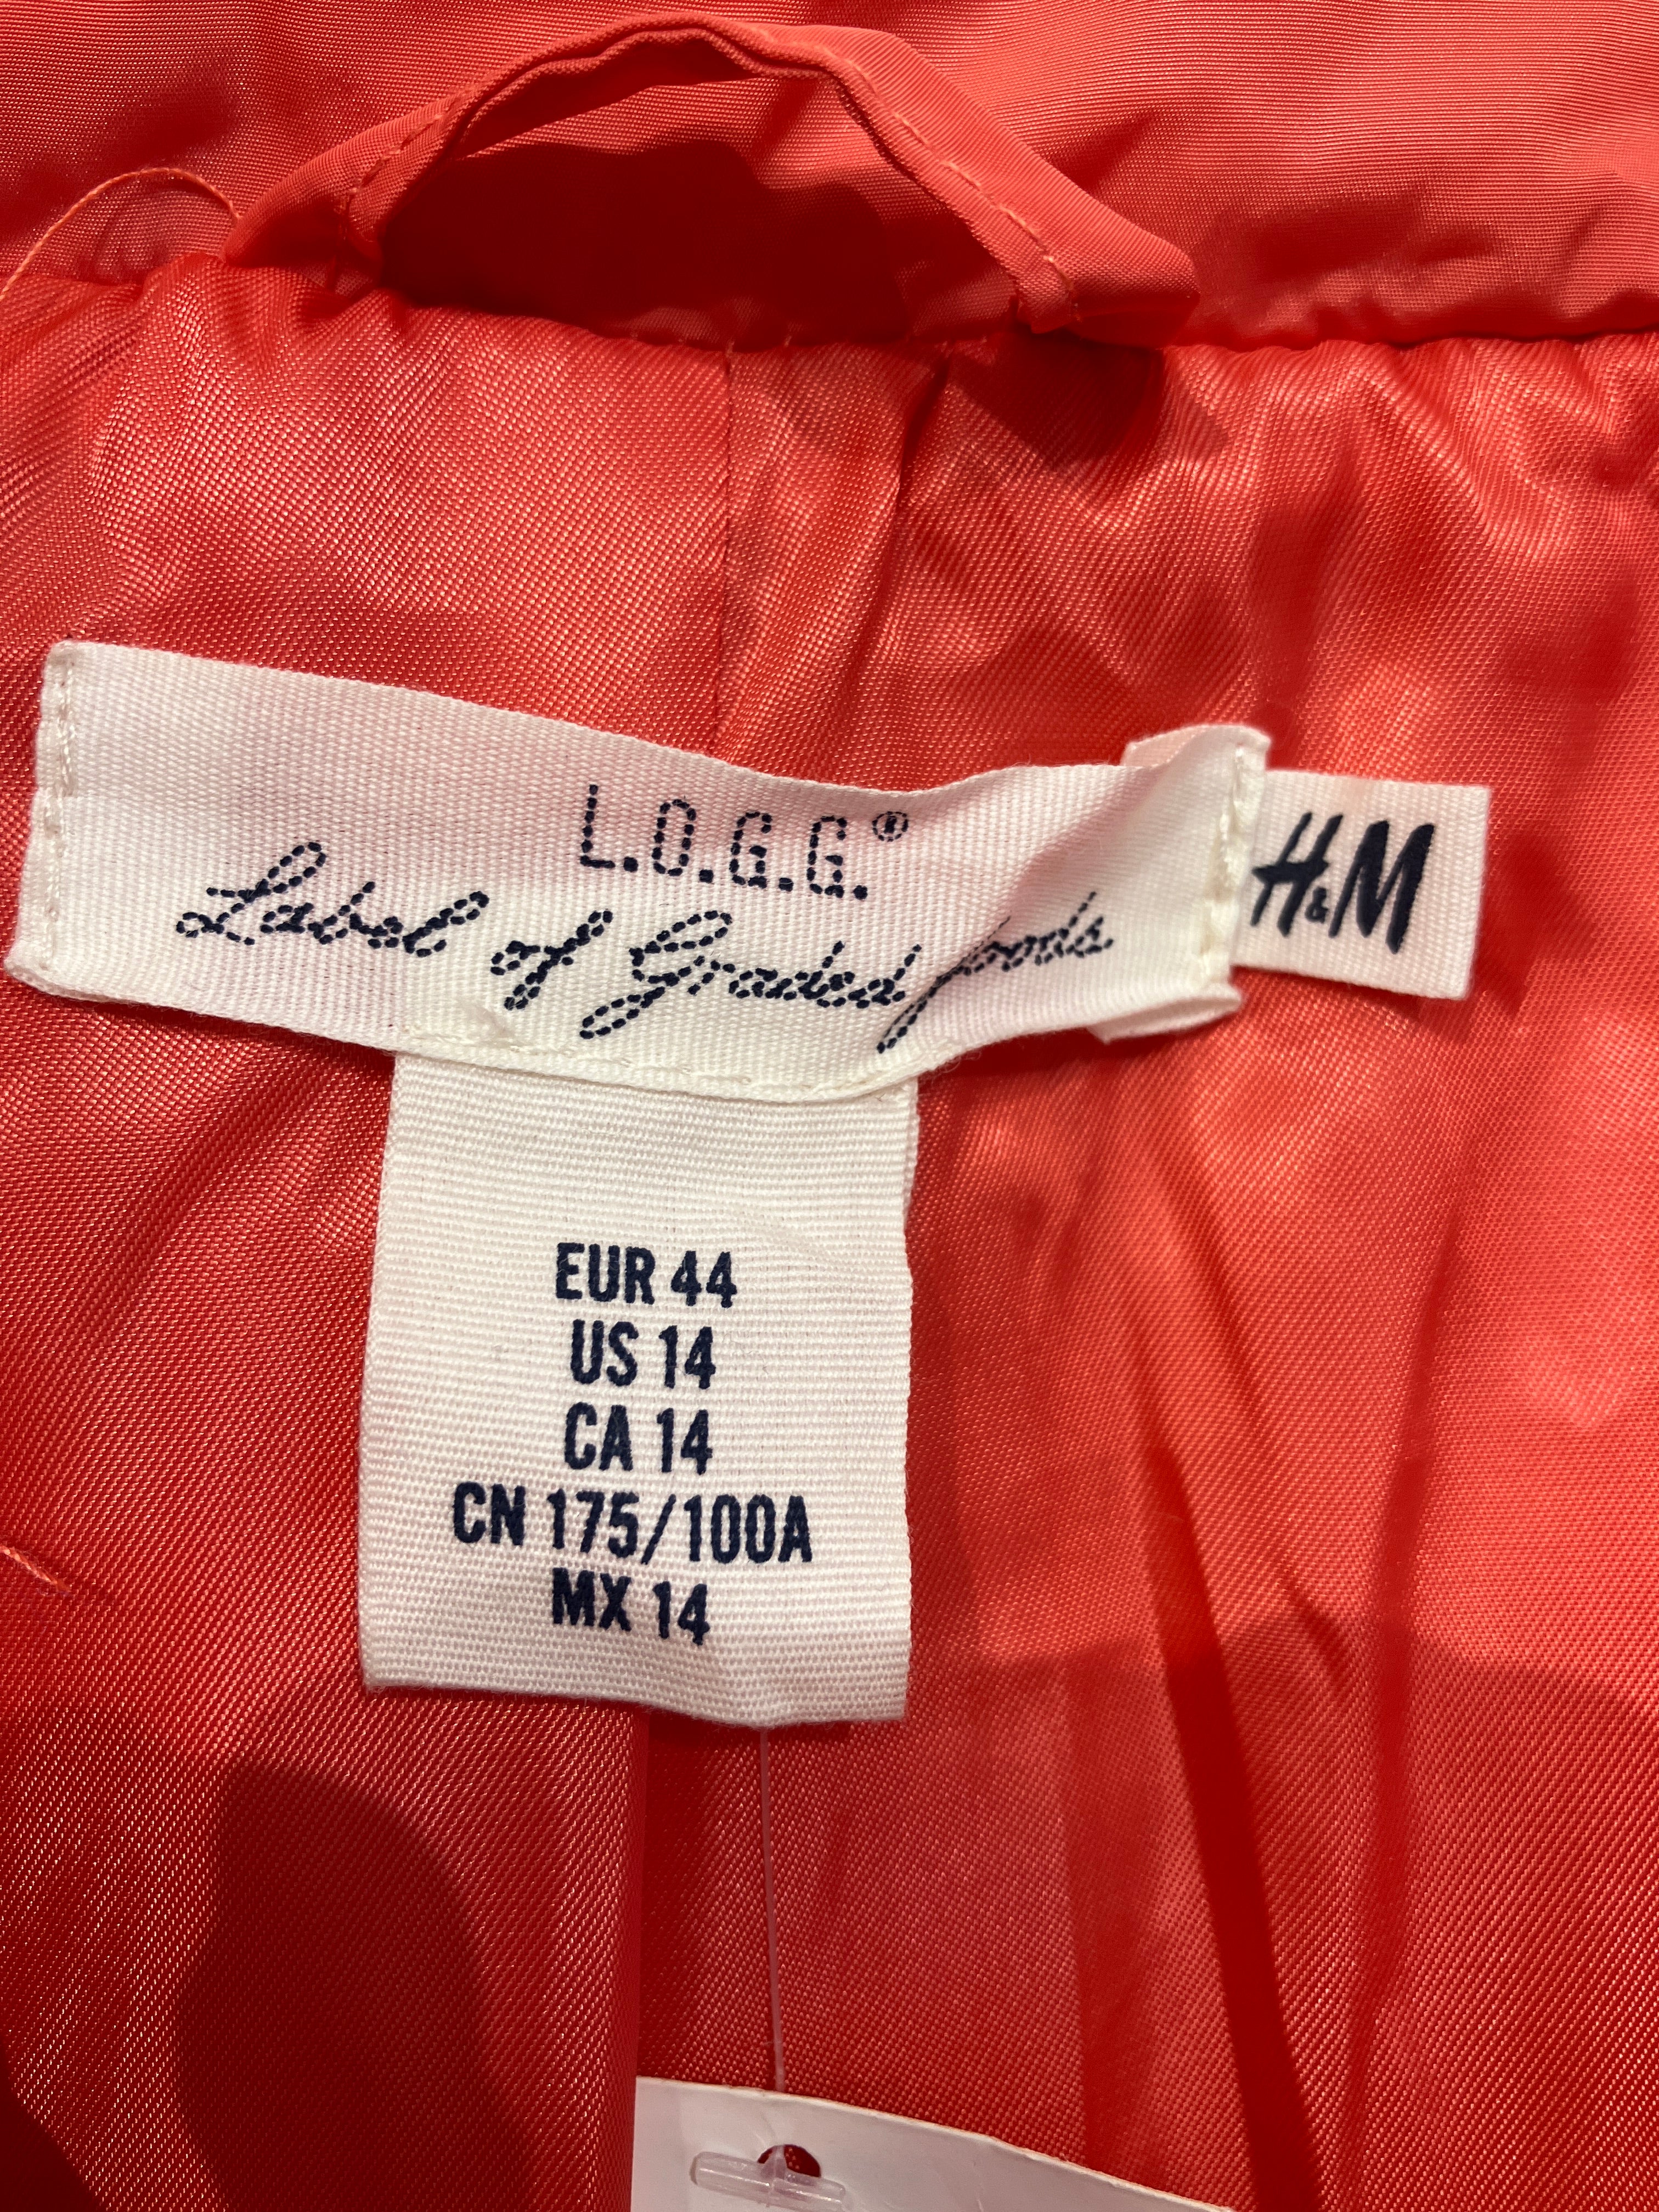 L.O.G.G.®
Label of Graded goods
H&M
EUR 44
US 14
CA 14
CN 175/100A
MX 14